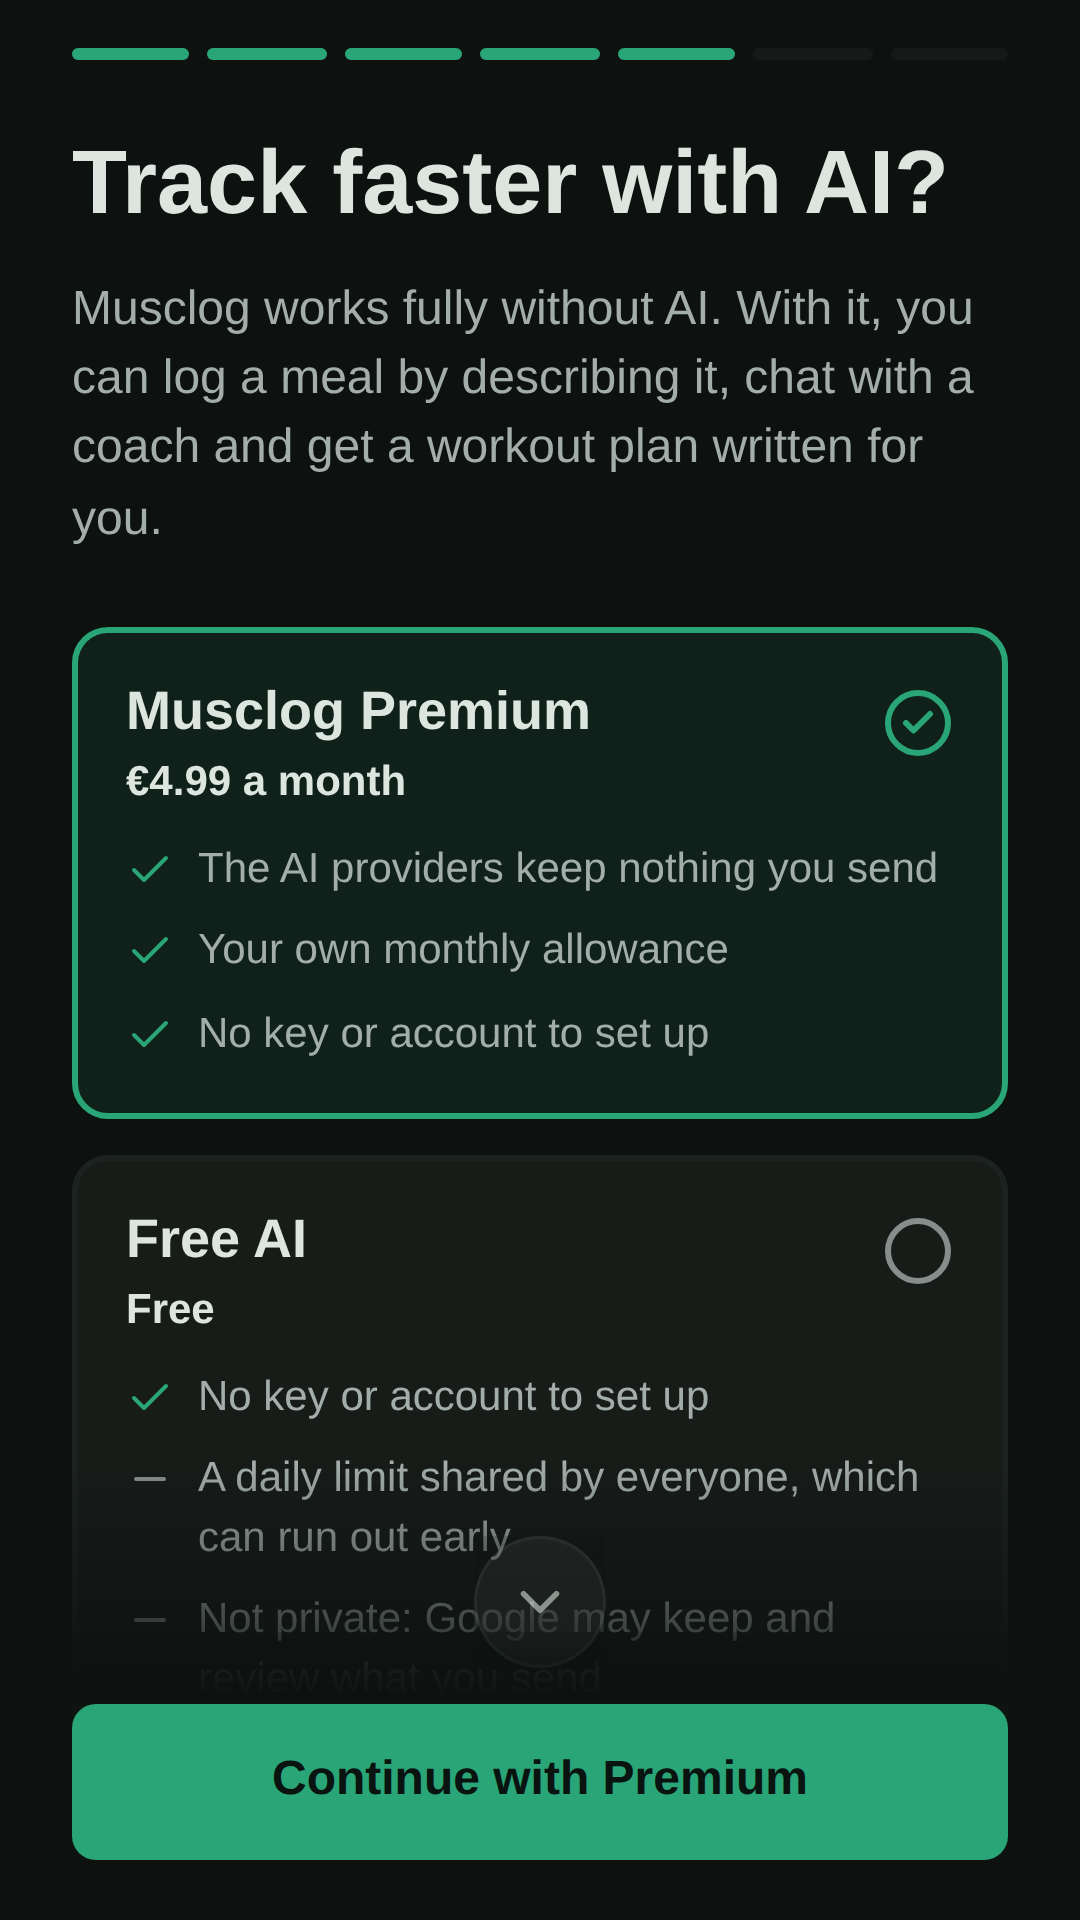 Track faster with AI?
Musclog works fully without AI. With it, you
can log a meal by describing it, chat with a
coach and get a workout plan written for
you.
Musclog Premium
€4.99 a month
The AI providers keep nothing you send
Your own monthly allowance
No key or account to set up
Free AI
Free
No key or account to set up
A daily limit shared by everyone, which
can run out early
Not private: Google may keep and
review what you send
Continue with Premium